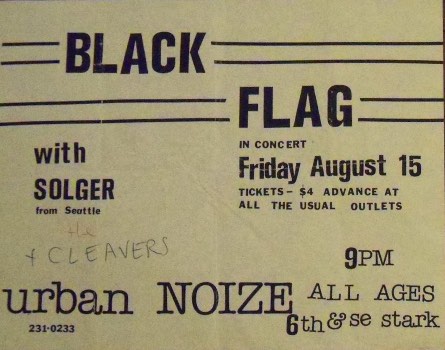 BLACK
FLAG
IN CONCERT
Friday August 15
TICKETS- $4 ADVANCE AT
ALL THE USUAL OUTLETS
with
SOLGER
from Seattle
the
+ CLEAVERS
9PM
urban NOIZE
ALL AGES
231-0233
6th & se stark